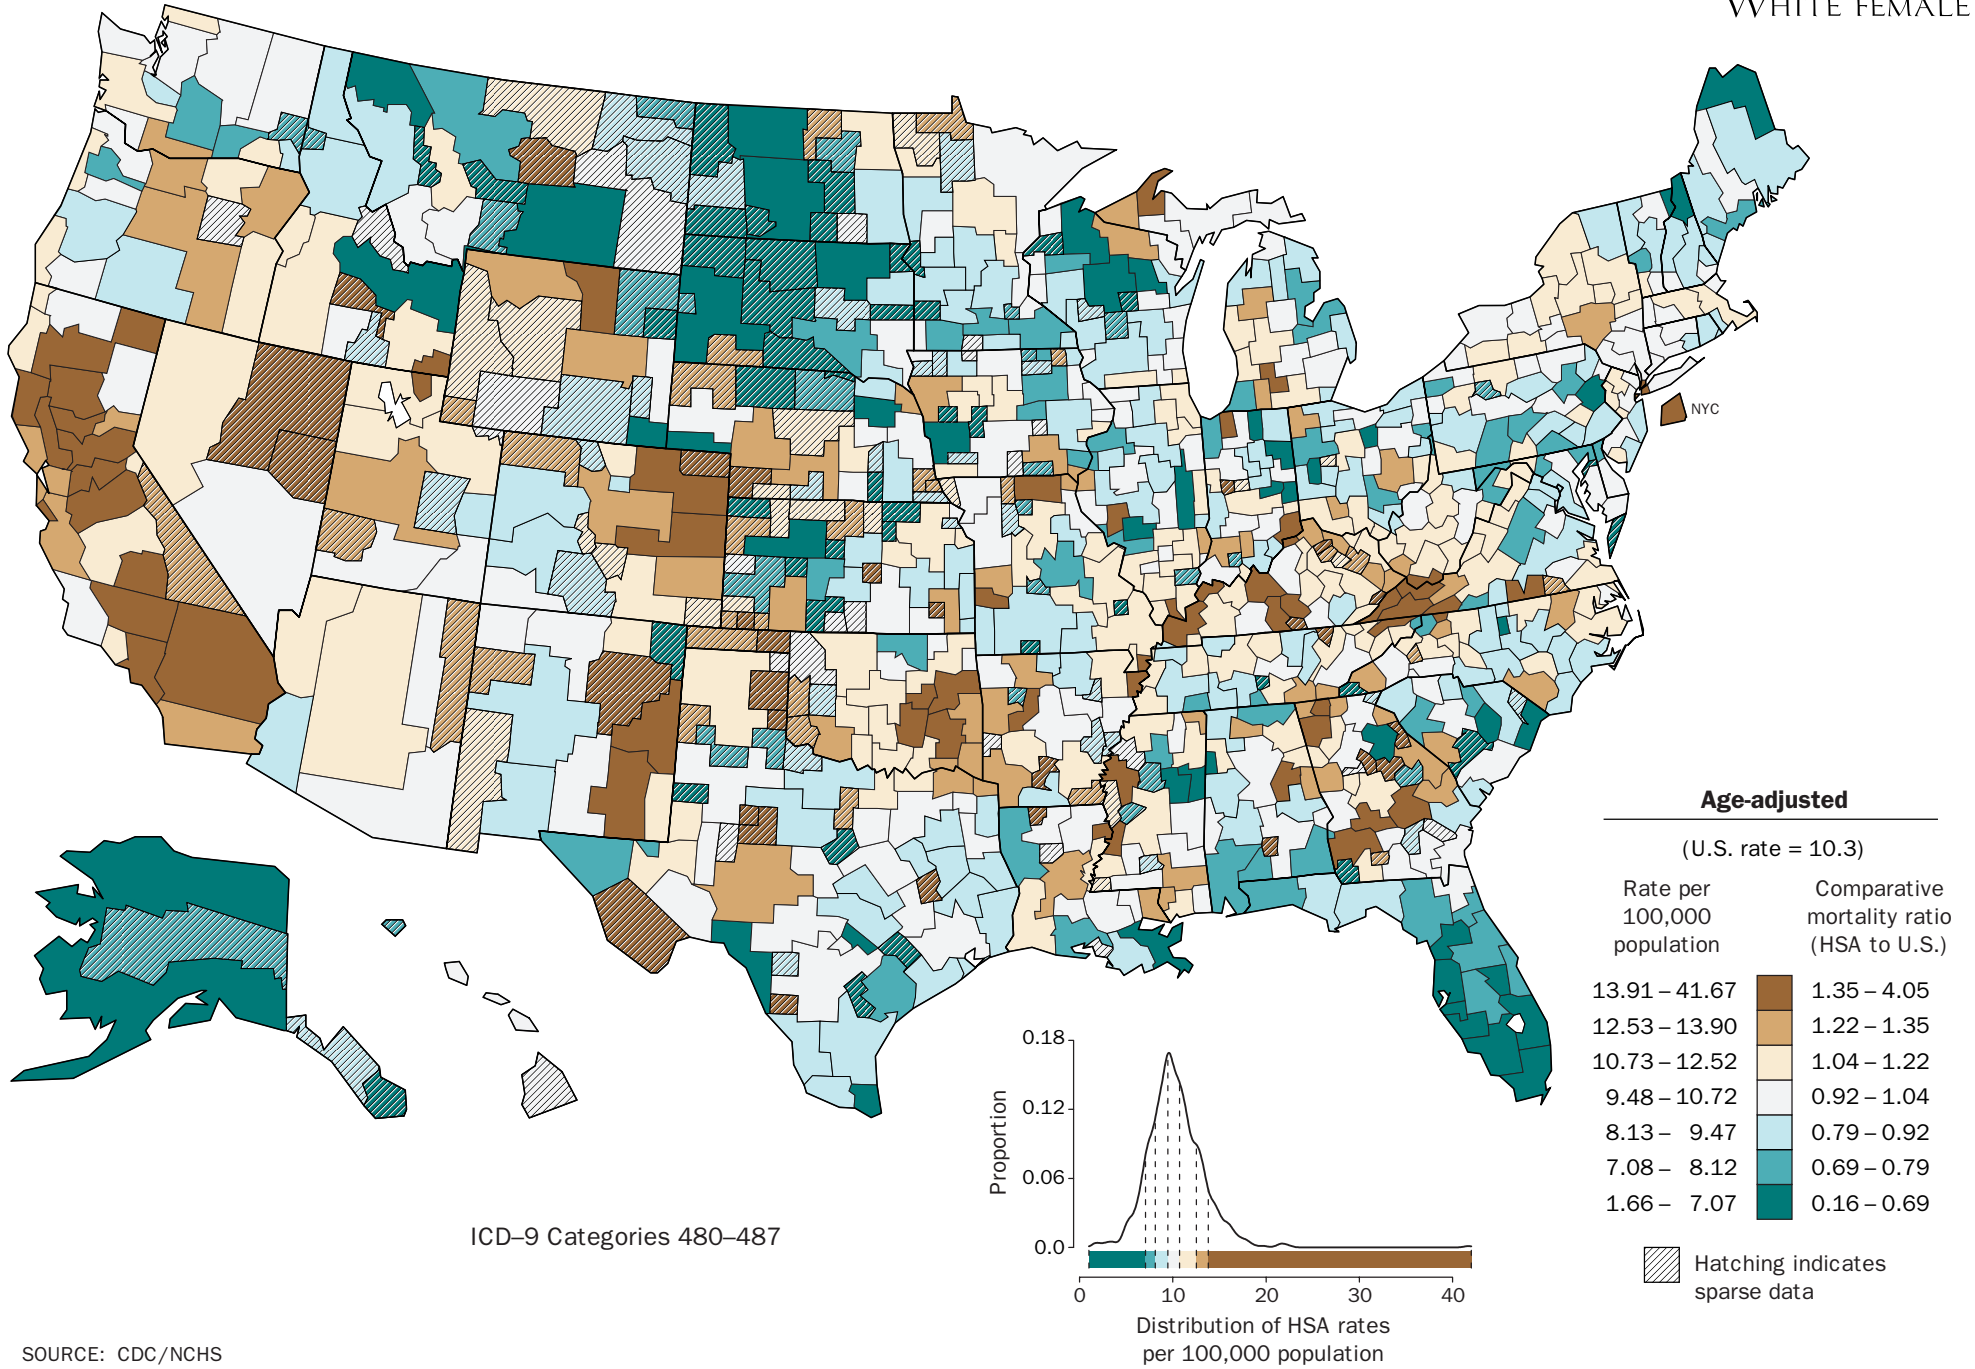 WHITE FEMALE
NYC
Age-adjusted
(U.S. rate = 10.3)
Rate per
100,000
population
Comparative
mortality ratio
(HSA to U.S.)
13.91 – 41.67 1.35 – 4.05
12.53 – 13.90 1.22 – 1.35
10.73 – 12.52 1.04 – 1.22
9.48 – 10.72 0.92 – 1.04
8.13 – 9.47 0.79 – 0.92
7.08 – 8.12 0.69 – 0.79
1.66 – 7.07 0.16 – 0.69
Hatching indicates
sparse data
0.18
0.12
0.06
0.0
Proportion
0 10 20 30 40
Distribution of HSA rates
per 100,000 population
ICD–9 Categories 480–487
SOURCE: CDC/NCHS